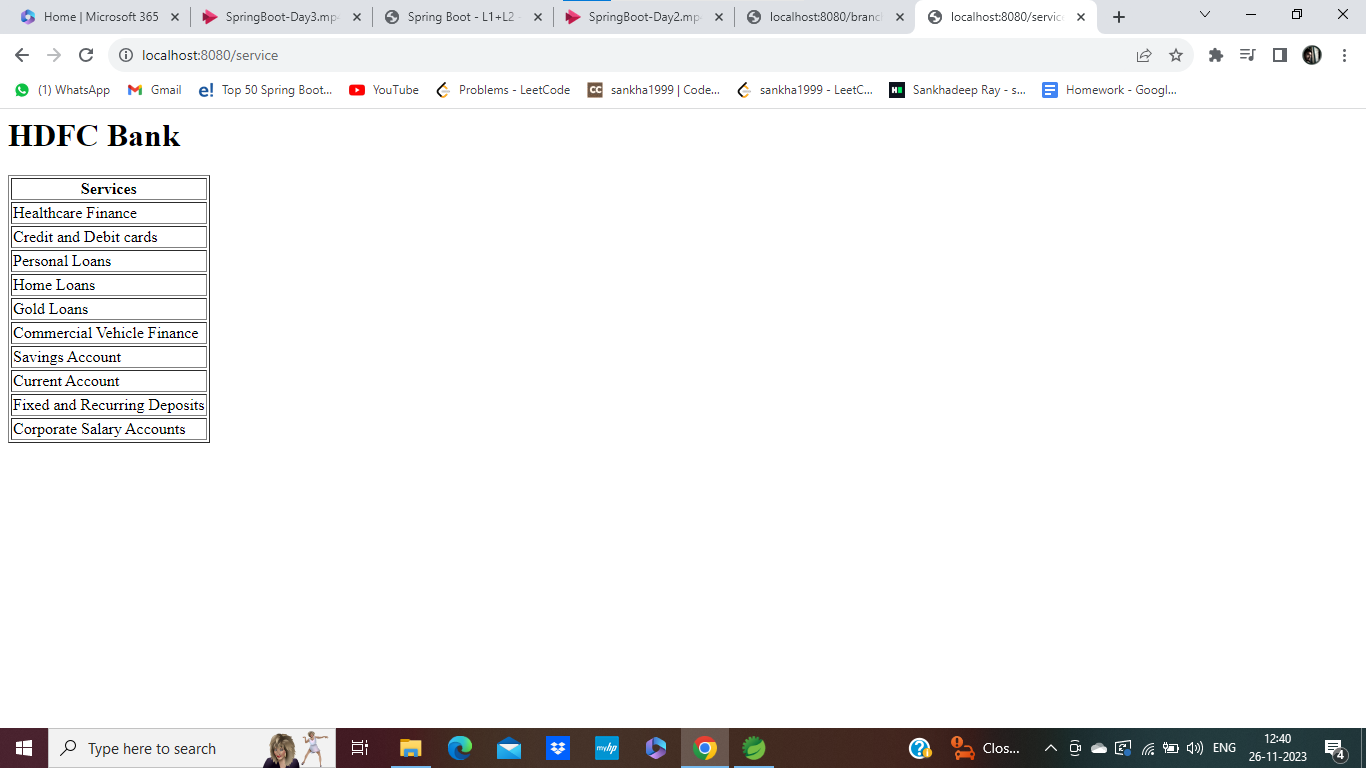 Home | Microsoft 365
SpringBoot-Day3.mp
Spring Boot - L1+L2
SpringBoot-Day2.mp
localhost:8080/branc
localhost:8080/servic
localhost:8080/service
(1) WhatsApp
Gmail
e! Top 50 Spring Boot...
YouTube
Problems - LeetCode
CC sankha1999 | Code...
sankha1999 - LeetC...
Sankhadeep Ray - s...
Homework - Googl...
HDFC Bank
Services
Healthcare Finance
Credit and Debit cards
Personal Loans
Home Loans
Gold Loans
Commercial Vehicle Finance
Savings Account
Current Account
Fixed and Recurring Deposits
Corporate Salary Accounts
Type here to search
myhp
Clos...
ENG
12:40
26-11-2023
4